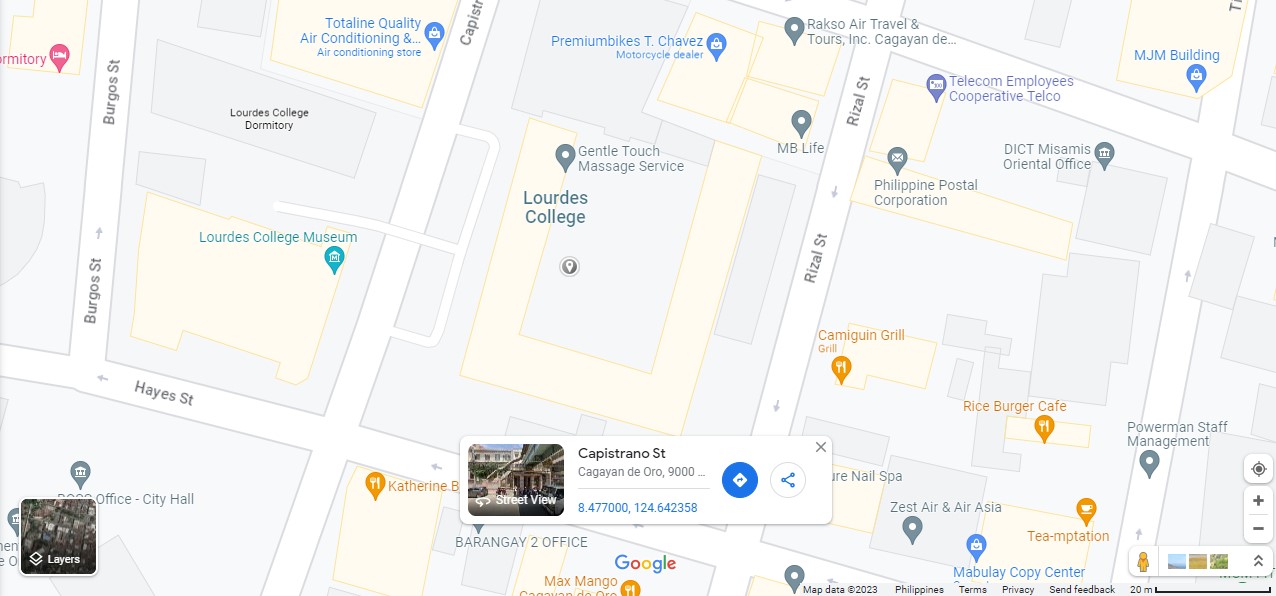 Totaline Quality
Air Conditioning &...
Air conditioning store
Premiumbikes T. Chavez
Motorcycle dealer
Rakso Air Travel &
Tours, Inc. Cagayan de...
MJM Building
Telecom Employees
Cooperative Telco
Burgos St
Rizal St
Lourdes College
Dormitory
MB Life
DICT Misamis
Oriental Office
Gentle Touch
Massage Service
Philippine Postal
Corporation
Lourdes
College
Lourdes College Museum
Burgos St
Rizal St
Camiguin Grill
Grill
Hayes St
Rice Burger Cafe
Powerman Staff
Management
Capistrano St
Cagayan de Oro, 9000 ...
8.477000, 124.642358
Street View
Office - City Hall
Katherine
Nail Spa
Zest Air & Air Asia
Tea-mptation
BARANGAY 2 OFFICE
Layers
Google
Mabulay Copy Center
Max Mango
Cagayan de Oro
Map data ©2023 Philippines Terms Privacy Send feedback 20 m